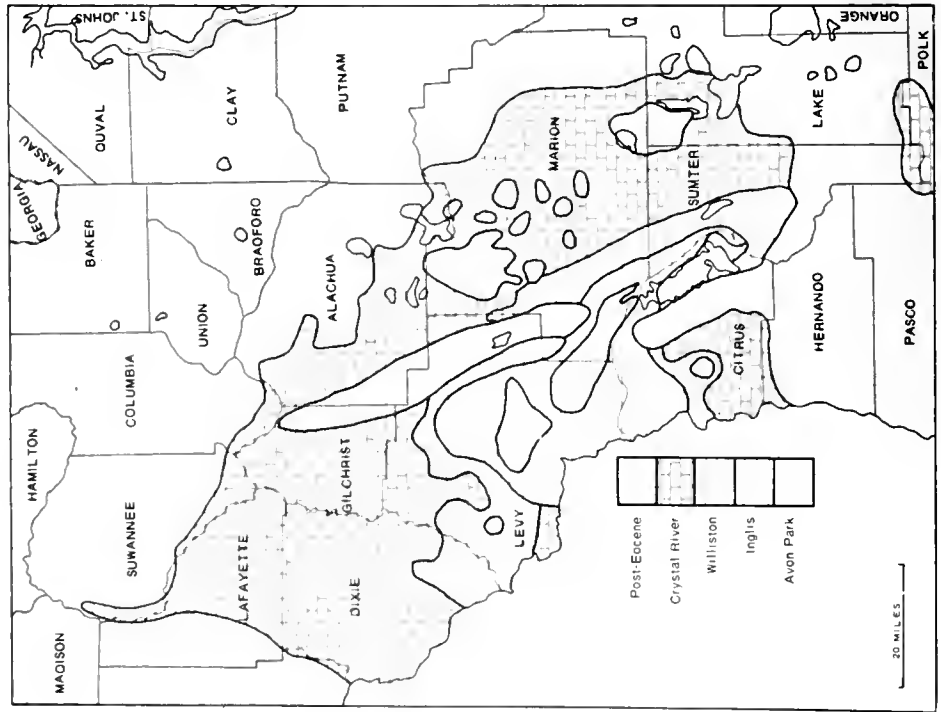 ST. JOHNS
NASSAU
DUVAL
CLAY
PUTNAM
GEORGIA
BAKER
UNION
BRADFORD
ALACHUA
HAMILTON
COLUMBIA
SUWANNEE
MADISON
LAFAYETTE
DIXIE
GILCHRIST
LEVY
MARION
SUMTER
LAKE
ORANGE
POLK
CITRUS
HERNANDO
PASCO
Post-Eocene
Crystal River
Williston
Inglis
Avon Park
20 MILES